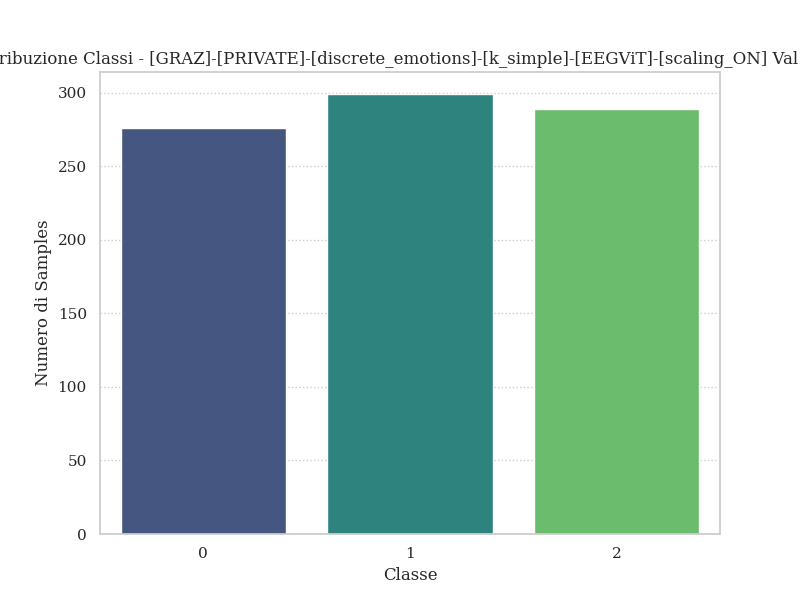 ribuzione Classi - [GRAZ]-[PRIVATE]-[discrete_emotions]-[k_simple]-[EEGViT]-[scaling_ON] Val
300
250
200
150
100
50
0
Numero di Samples
0 1 2
Classe